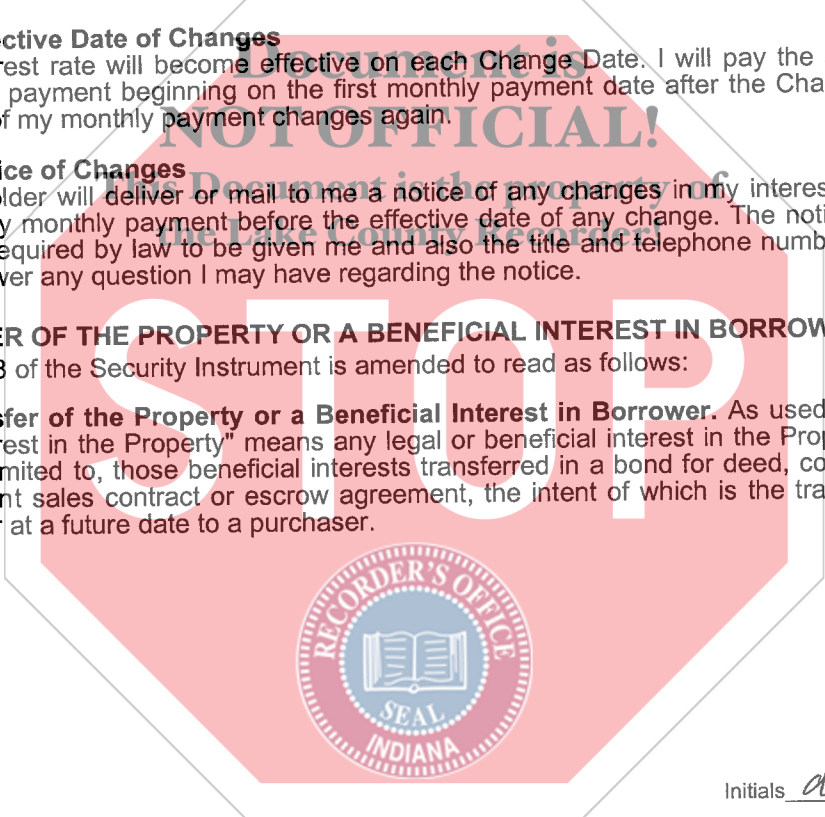 ctive Date of Changes
rest rate will become effective on each Change Date. I will pay the
payment beginning on the first monthly payment date after the Cha
f my monthly payment changes again.
ice of Changes
older will deliver or mail to me a notice of any changes in my interes
y monthly payment before the effective date of any change. The noti
equired by law to be given me and also the title and telephone numb
wer any question I may have regarding the notice.
ER OF THE PROPERTY OR A BENEFICIAL INTEREST IN BORROW
8 of the Security Instrument is amended to read as follows:
sfer of the Property or a Beneficial Interest in Borrower. As used
rest in the Property" means any legal or beneficial interest in the Prop
mited to, those beneficial interests transferred in a bond for deed, co
nt sales contract or escrow agreement, the intent of which is the tra
at a future date to a purchaser.
Document is
NOT OFFICIAL!
This Document is the property of
the Lake County Recorder!
STOP
RECORDER'S OFFICE
SEAL
INDIANA
Initials